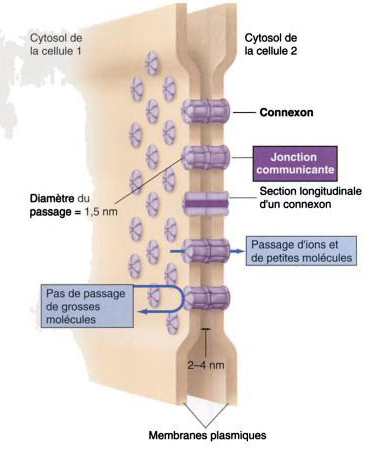 Cytosol de
la cellule 1
Cytosol de
la cellule 2
Connexon
Jonction
communicante
Diamètre du
passage = 1,5 nm
Section longitudinale
d'un connexon
Passage d'ions et
de petites molécules
Pas de passage
de grosses
molécules
2–4 nm
Membranes plasmiques